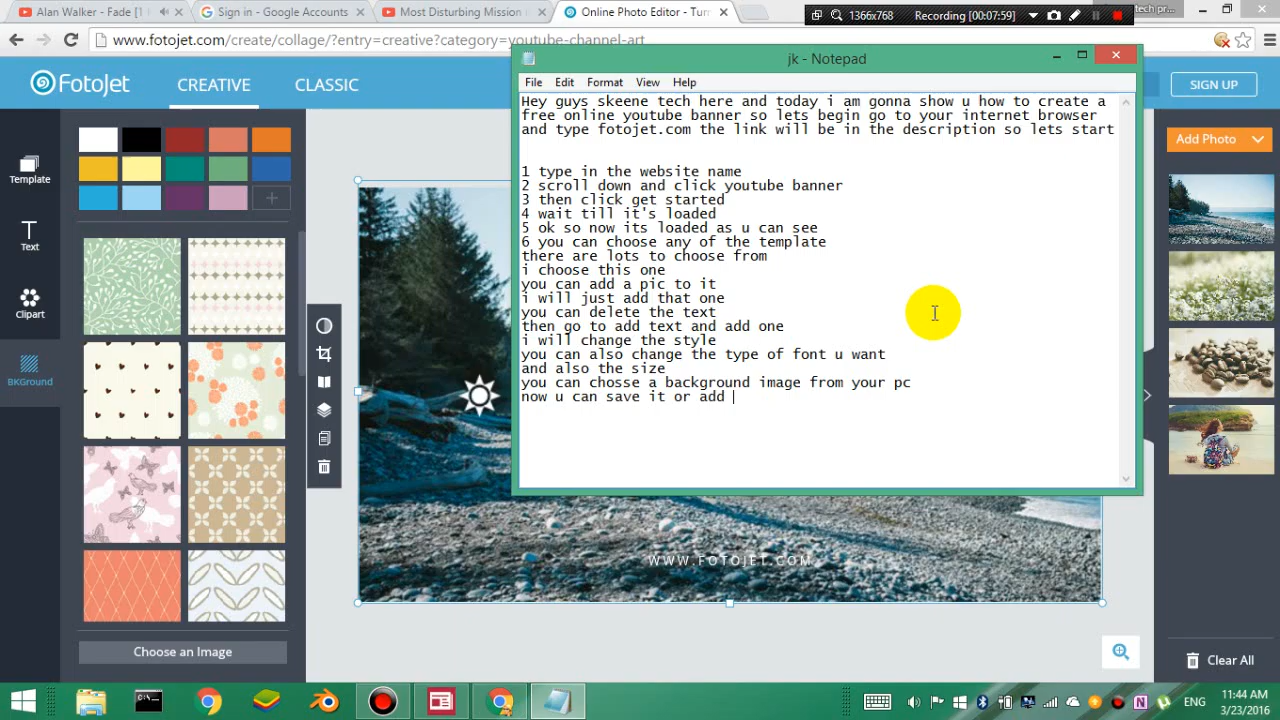 Alan Walker - Fade [1
Sign in - Google Accounts
Most Disturbing Mission i
Online Photo Editor - Turn
1366x768
Recording [00:07:59]
tech pr...
www.fotojet.com/create/collage/?entry=creative?category=youtube-channel-art
FotoJet
CREATIVE
CLASSIC
SIGN UP
jk - Notepad
File Edit Format View Help
Hey guys skeene tech here and today i am gonna show u how to create a
free online youtube banner so lets begin go to your internet browser
and type fotojet.com the link will be in the description so lets start
1 type in the website name
2 scroll down and click youtube banner
3 then click get started
4 wait till it's loaded
5 ok so now its loaded as u can see
6 you can choose any of the template
there are lots to choose from
i choose this one
you can add a pic to it
i will just add that one
you can delete the text
then go to add text and add one
i will change the style
you can also change the type of font u want
and also the size
you can chosse a background image from your pc
now u can save it or add
Template
Text
Clipart
BKGround
Choose an Image
Add Photo
WWW.FOTOJET.COM
Clear All
ENG
11:44 AM
3/23/2016